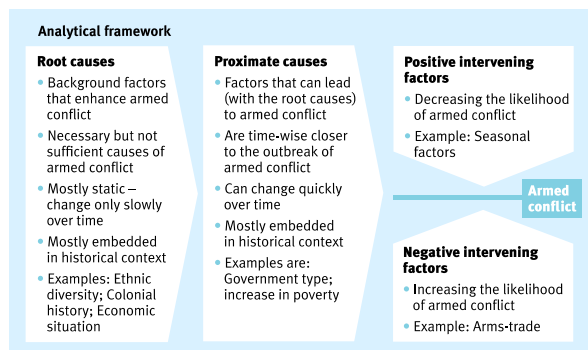 Analytical framework
Root causes
• Background factors
that enhance armed
conflict
• Necessary but not
sufficient causes of
armed conflict
• Mostly static –
change only slowly
over time
• Mostly embedded
in historical context
• Examples: Ethnic
diversity; Colonial
history; Economic
situation
Proximate causes
• Factors that can lead
(with the root causes)
to armed conflict
• Are time-wise closer
to the outbreak of
armed conflict
• Can change quickly
over time
• Mostly embedded
in historical context
• Examples are:
Government type;
increase in poverty
Positive intervening
factors
• Decreasing the likelihood
of armed conflict
• Example: Seasonal
factors
Armed
conflict
Negative intervening
factors
• Increasing the likelihood
of armed conflict
• Example: Arms-trade